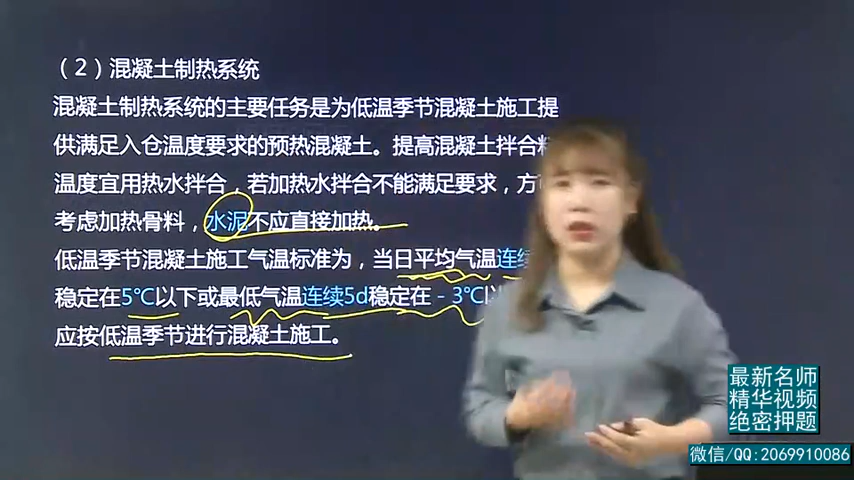 （2）混凝土制热系统
混凝土制热系统的主要任务是为低温季节混凝土施工提
供满足入仓温度要求的预热混凝土。提高混凝土拌合料
温度宜用热水拌合，若加热水拌合不能满足要求，方可
考虑加热骨料，水泥不应直接加热。
低温季节混凝土施工气温标准为，当日平均气温连续
稳定在5℃以下或最低气温连续5d稳定在－3℃以
应按低温季节进行混凝土施工。
最新名师
精华视频
绝密押题
微信/QQ:2069910086